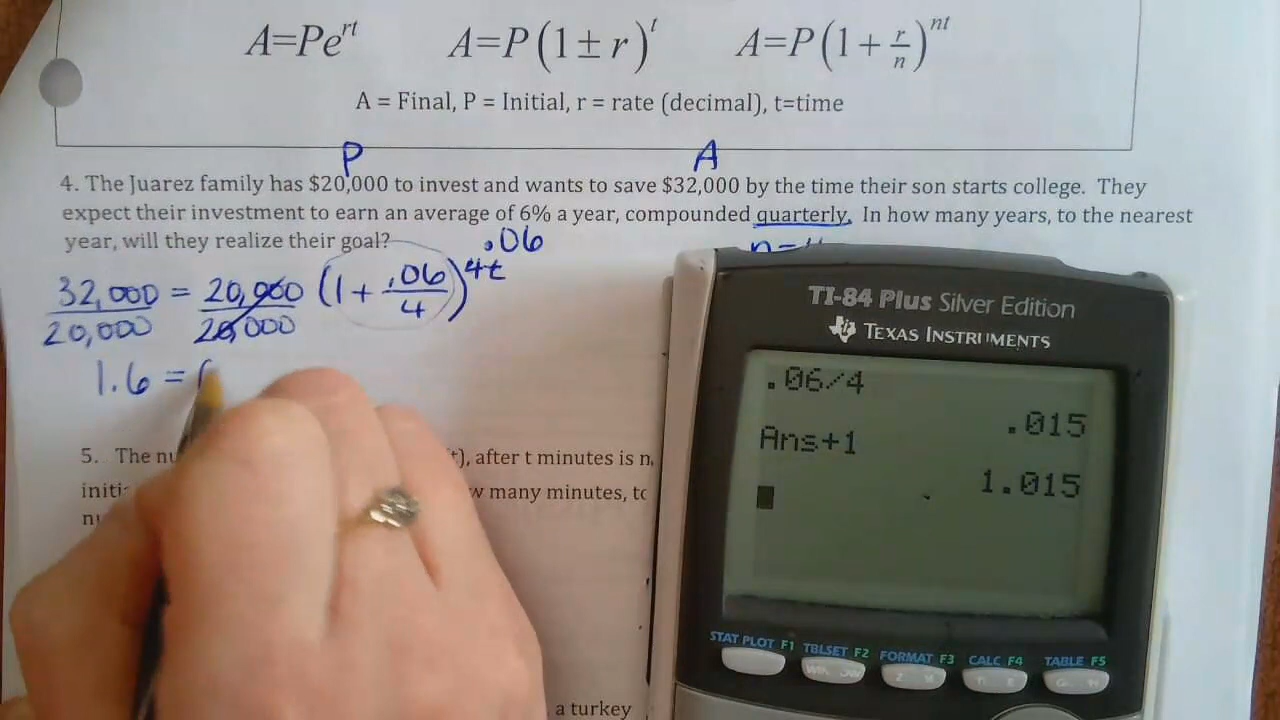 A=Pe^rt A=P(1±r)^t A=P(1+r/n)^nt
A = Final, P = Initial, r = rate (decimal), t=time
P A
4. The Juarez family has $20,000 to invest and wants to save $32,000 by the time their son starts college. They
expect their investment to earn an average of 6% a year, compounded quarterly. In how many years, to the nearest
year, will they realize their goal?
.06
32,000 = 20,000 (1 + .06/4)^4t
20,000 20,000
1.6 = (
5. The t), after t minutes is
many minutes,
a turkey
TI-84 Plus Silver Edition
TEXAS INSTRUMENTS
.06/4
.015
Ans+1
1.015
STAT PLOT F1 TBLSET F2 FORMAT F3 CALC F4 TABLE F5